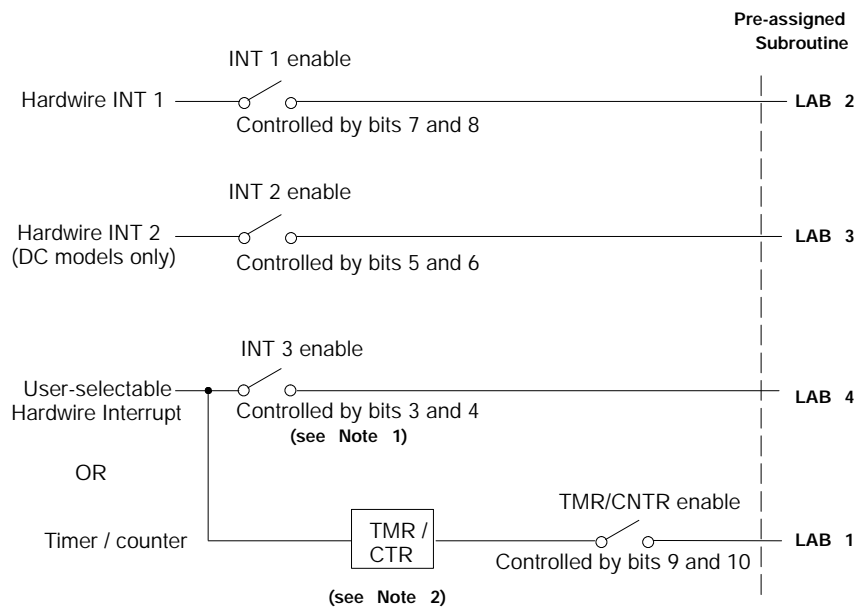 Pre-assigned
Subroutine
INT 1 enable
Hardwire INT 1
LAB 2
Controlled by bits 7 and 8
INT 2 enable
Hardwire INT 2
(DC models only)
LAB 3
Controlled by bits 5 and 6
INT 3 enable
User-selectable
Hardwire Interrupt
LAB 4
Controlled by bits 3 and 4
(see Note 1)
OR
TMR/CNTR enable
Timer / counter
TMR /
CTR
LAB 1
Controlled by bits 9 and 10
(see Note 2)